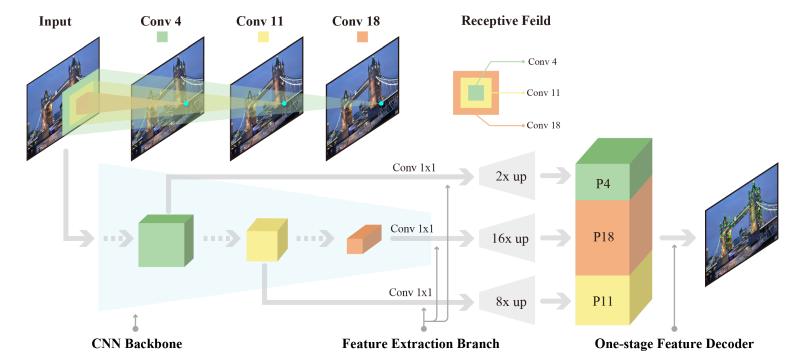 Input
Conv 4
Conv 11
Conv 18
Receptive Feild
Conv 4
Conv 11
Conv 18
Conv 1x1
2x up
P4
Conv 1x1
16x up
P18
Conv 1x1
8x up
P11
CNN Backbone
Feature Extraction Branch
One-stage Feature Decoder